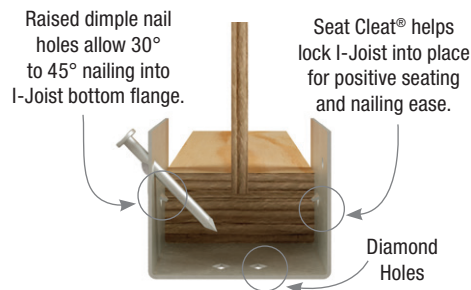 Raised dimple nail
holes allow 30°
to 45° nailing into
I-Joist bottom flange.
Seat Cleat® helps
lock I-Joist into place
for positive seating
and nailing ease.
Diamond
Holes